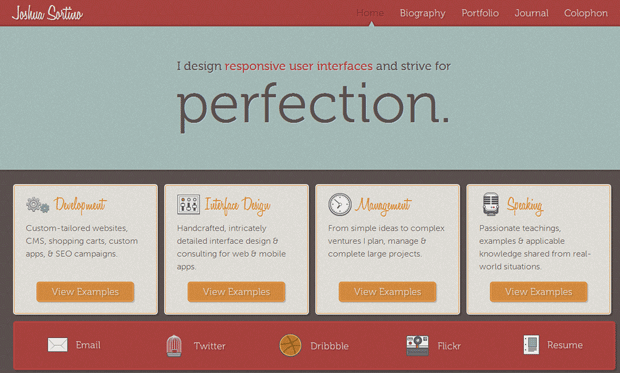 Joshua Sortino
Home Biography Portfolio Journal Colophon
I design responsive user interfaces and strive for
perfection.
Development
Custom-tailored websites,
CMS, shopping carts, custom
apps, & SEO campaigns.
View Examples
Interface Design
Handcrafted, intricately
detailed interface design &
consulting for web & mobile
apps.
View Examples
Management
From simple ideas to complex
ventures I plan, manage &
complete large projects.
View Examples
Speaking
Passionate teachings,
examples & applicable
knowledge shared from real-
world situations.
View Examples
Email Twitter Dribbble Flickr Resume